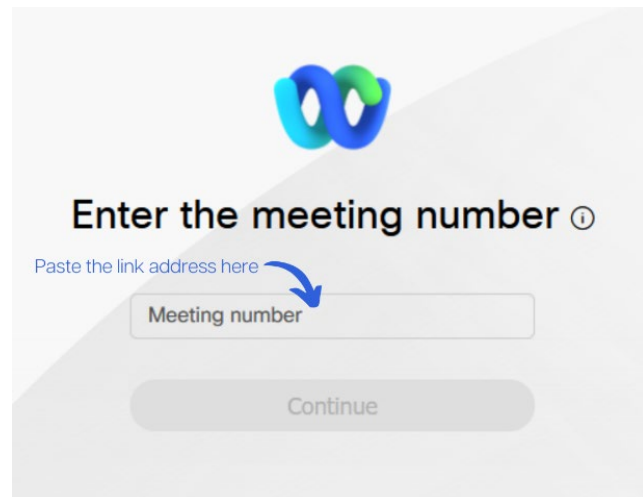 Enter the meeting number
Paste the link address here
Meeting number
Continue